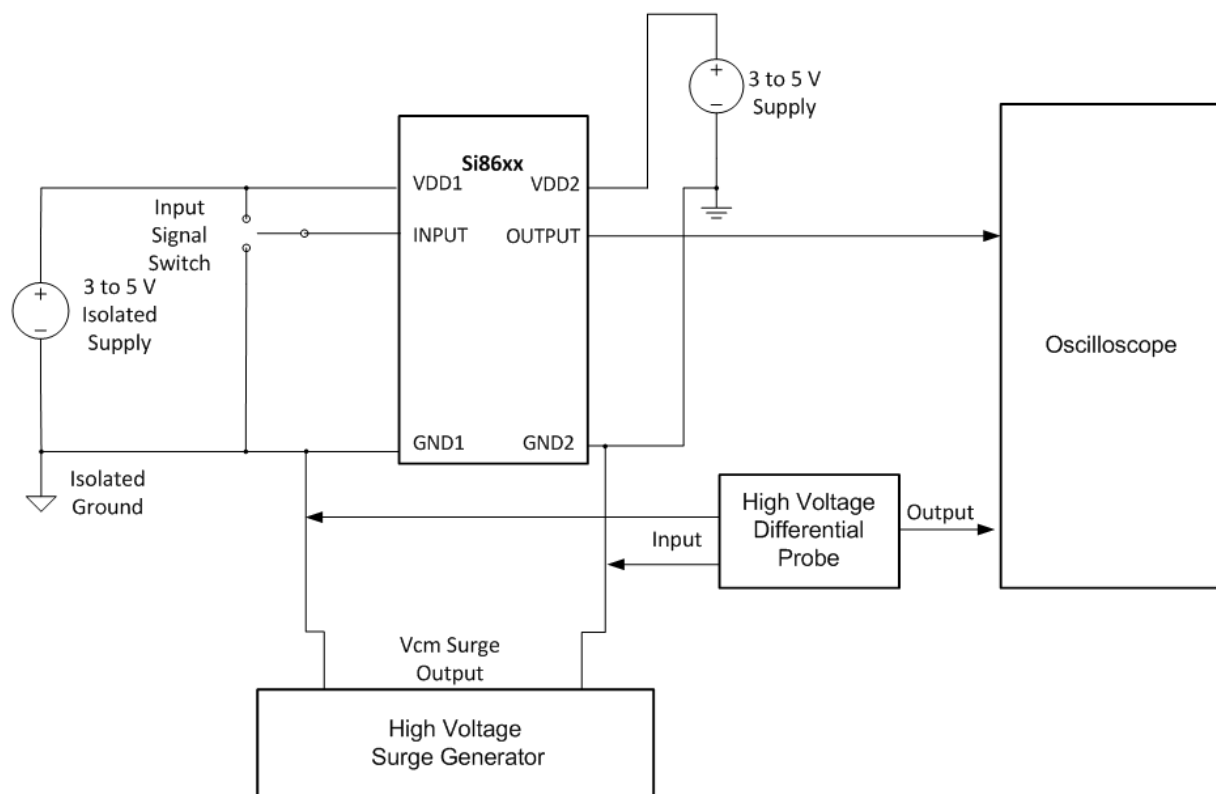 3 to 5 V
Supply
+
−
Si86xx
VDD1
VDD2
Input
Signal
Switch
INPUT
OUTPUT
3 to 5 V
Isolated
Supply
+
−
Oscilloscope
GND1
GND2
Isolated
Ground
High Voltage
Differential
Probe
Input
Output
Vcm Surge
Output
High Voltage
Surge Generator